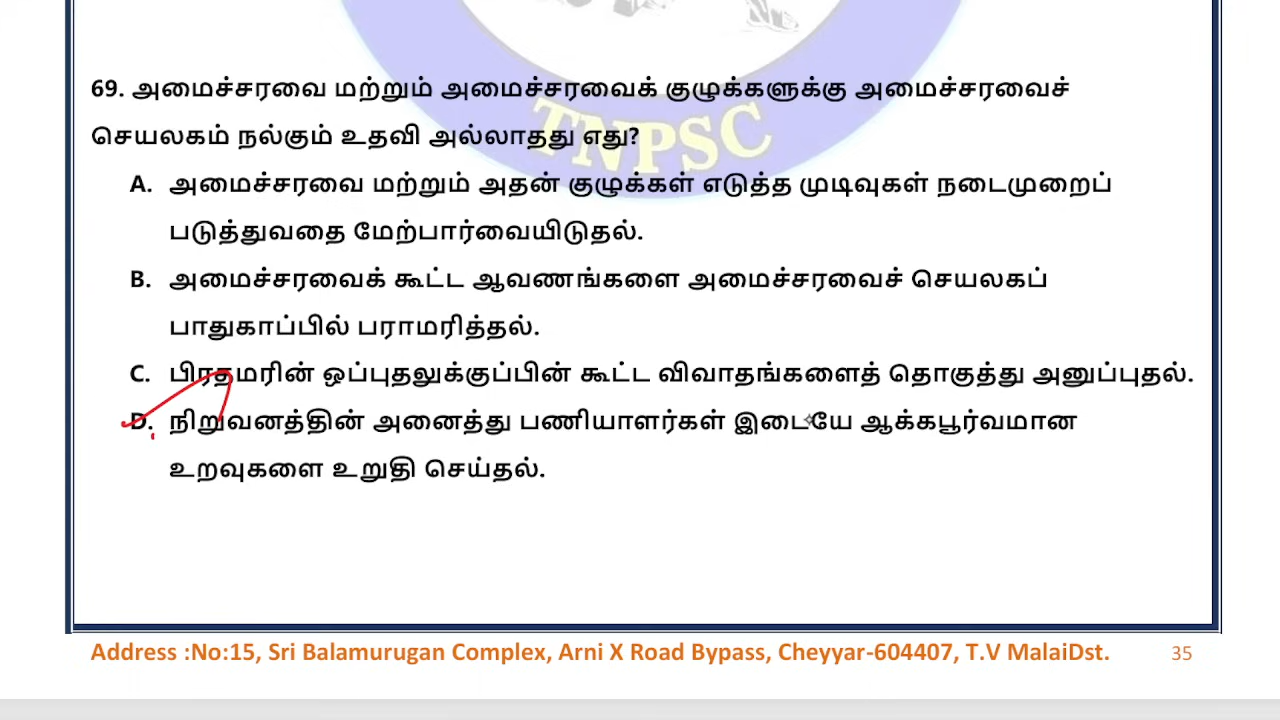 TNPSC
69. அமைச்சரவை மற்றும் அமைச்சரவைக் குழுக்களுக்கு அமைச்சரவைச்
செயலகம் நல்கும் உதவி அல்லாதது எது?
A. அமைச்சரவை மற்றும் அதன் குழுக்கள் எடுத்த முடிவுகள் நடைமுறைப்
படுத்துவதை மேற்பார்வையிடுதல்.
B. அமைச்சரவைக் கூட்ட ஆவணங்களை அமைச்சரவைச் செயலகப்
பாதுகாப்பில் பராமரித்தல்.
C. பிரதமரின் ஒப்புதலுக்குப்பின் கூட்ட விவாதங்களைத் தொகுத்து அனுப்புதல்.
D. நிறுவனத்தின் அனைத்து பணியாளர்கள் இடையே ஆக்கபூர்வமான
உறவுகளை உறுதி செய்தல்.
Address :No:15, Sri Balamurugan Complex, Arni X Road Bypass, Cheyyar-604407, T.V MalaiDst. 35